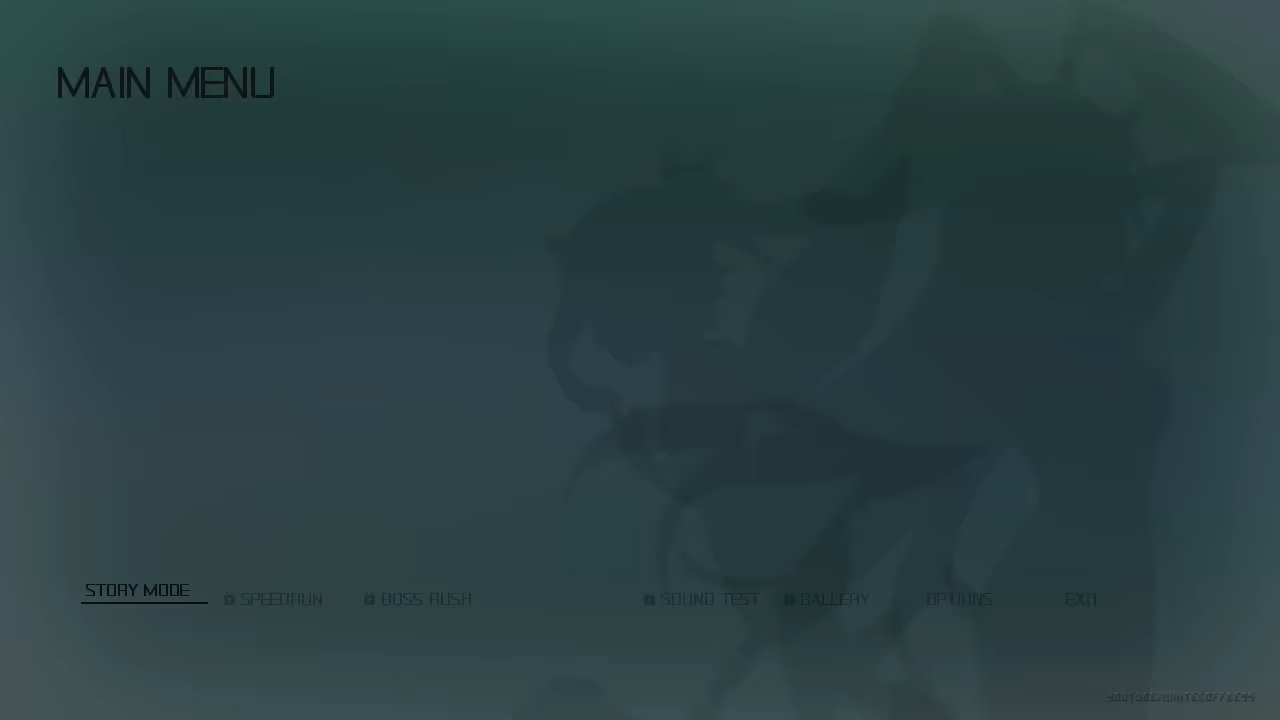 MAIN MENU
STORY MODE SPEEDRUN BOSS RUSH SOUND TEST GALLERY OPTIONS EXIT